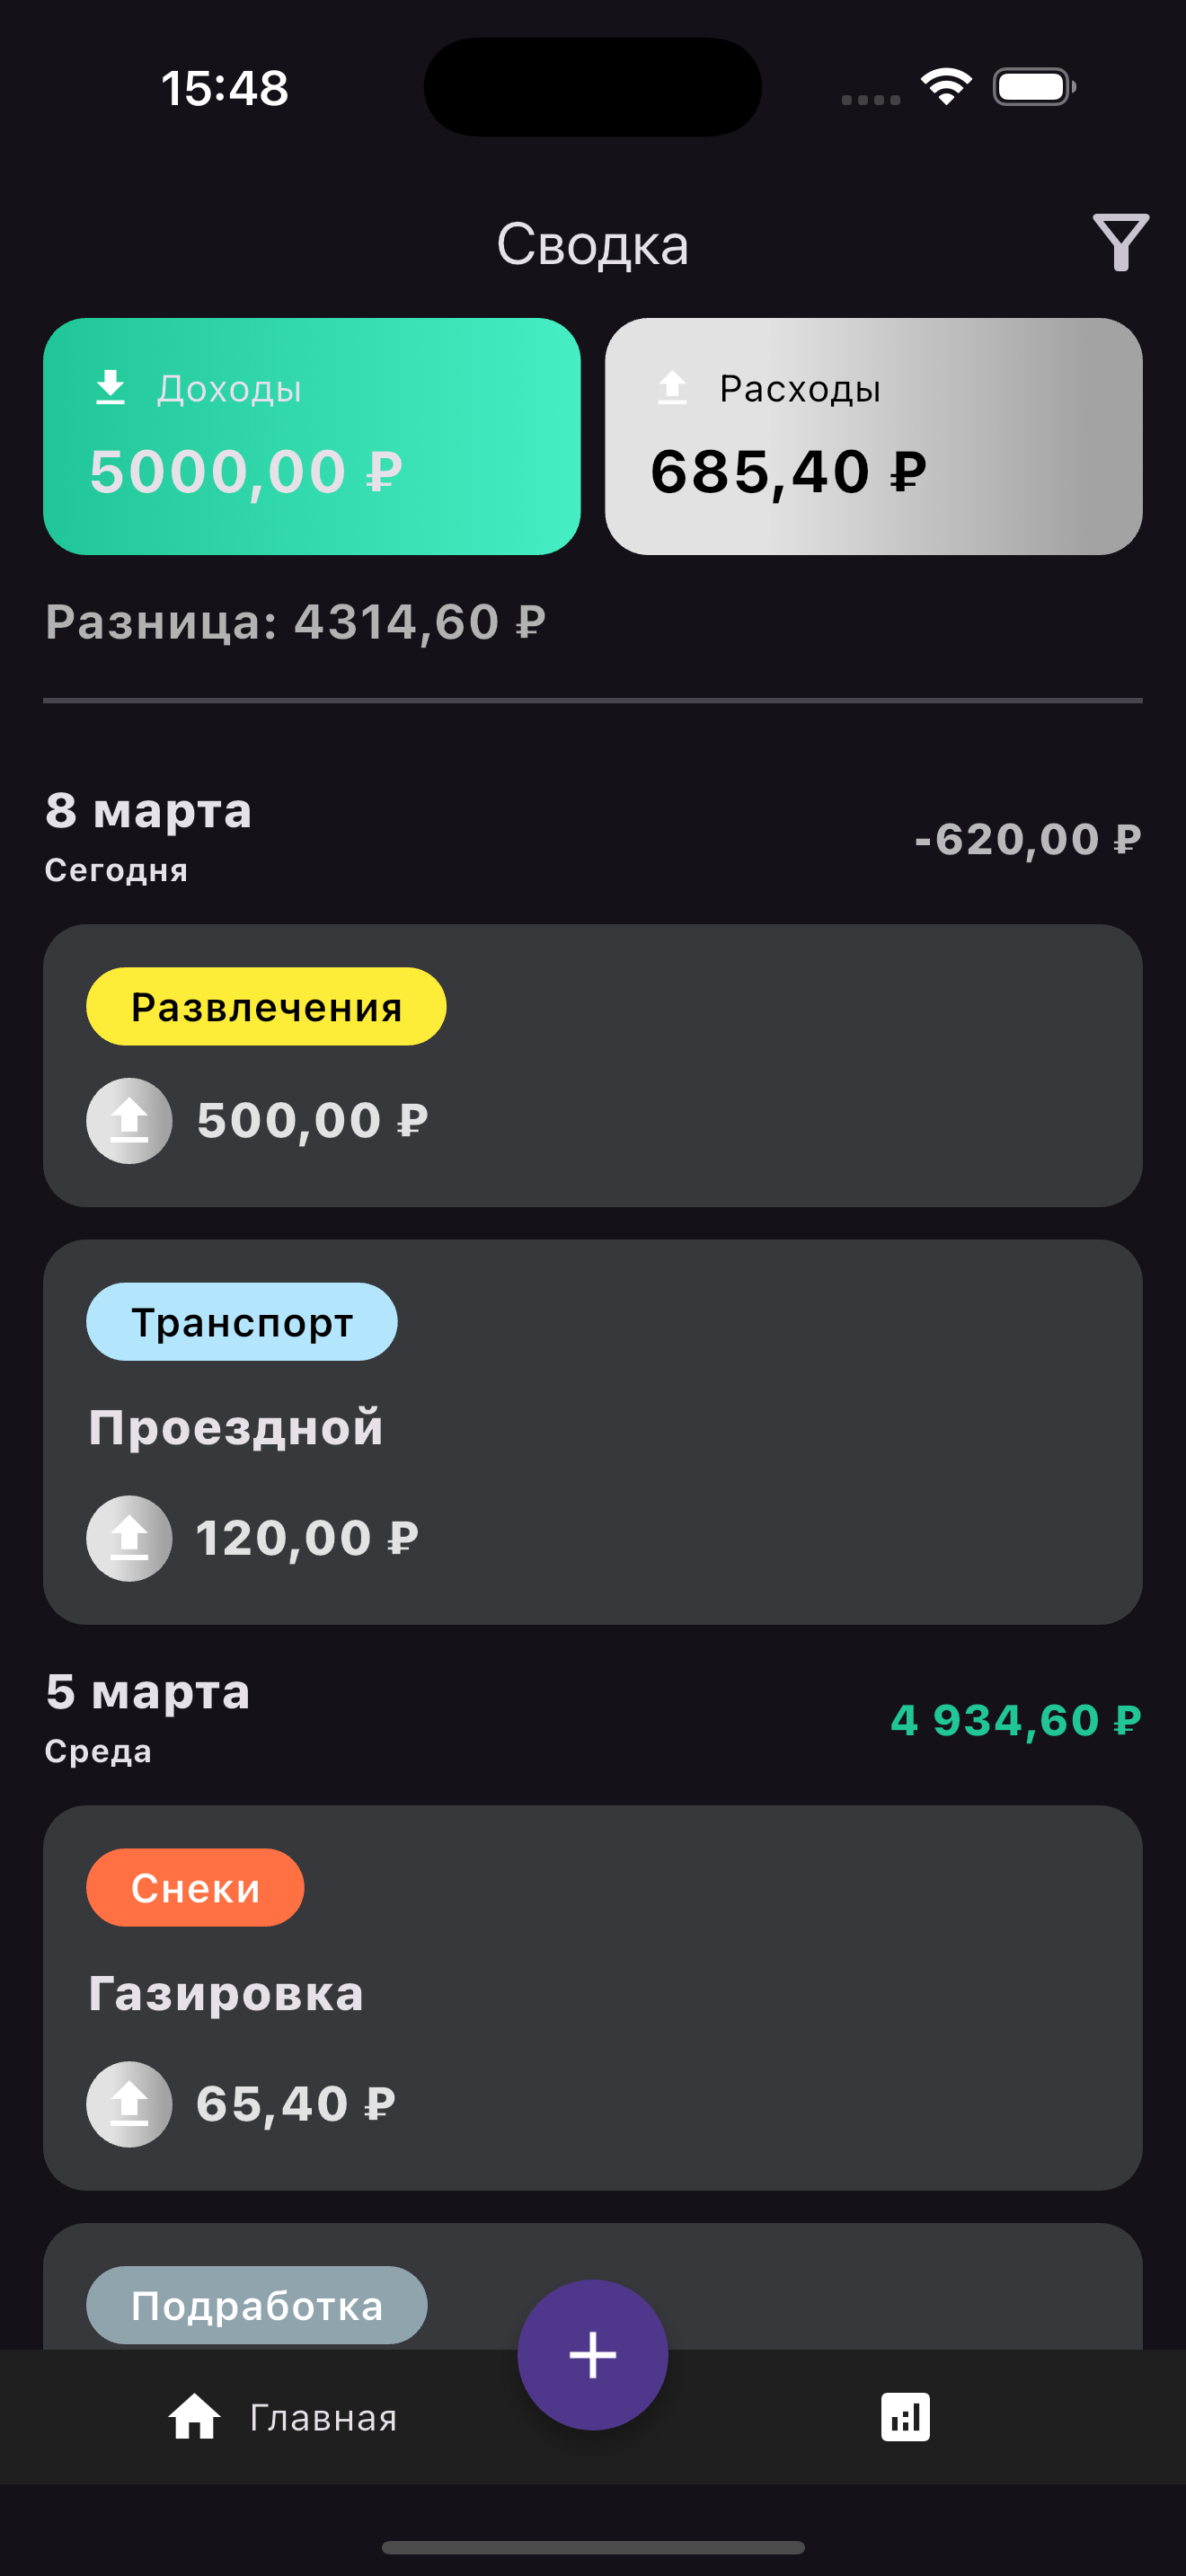 15:48
Сводка
Доходы
5000,00 ₽
Расходы
685,40 ₽
Разница: 4314,60 ₽
8 марта
Сегодня
-620,00 ₽
Развлечения
500,00 ₽
Транспорт
Проездной
120,00 ₽
5 марта
Среда
4 934,60 ₽
Снеки
Газировка
65,40 ₽
Подработка
Главная